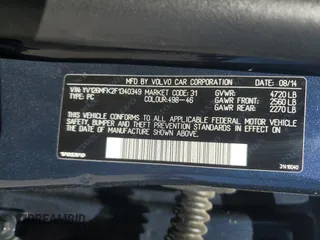 MFD BY VOLVO CAR CORPORATION DATE: 08/14
VIN: YV126MFK2F1340349 MARKET CODE: 31 GVWR: 4720 LB
TYPE: PC COLOUR:498-46 GAWR FRONT: 2560 LB
GAWR REAR: 2270 LB
THIS VEHICLE CONFORMS TO ALL APPLICABLE FEDERAL MOTOR VEHICLE
SAFETY, BUMPER AND THEFT PREVENTION STANDARDS IN EFFECT ON THE
DATE OF MANUFACTURE SHOWN ABOVE.
VOLVO
DREAMBID